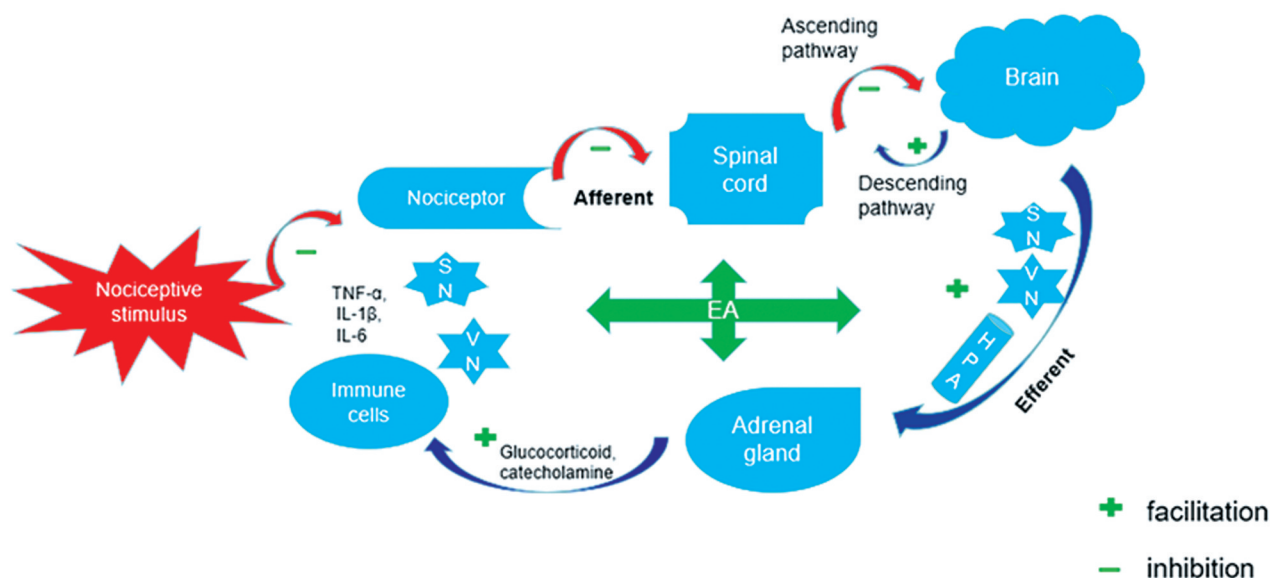 Ascending
pathway
Brain
−
+
Descending
pathway
−
Spinal
cord
Nociceptor
Afferent
−
Nociceptive
stimulus
TNF-α,
IL-1β,
IL-6
S
N
V
N
Immune
cells
EA
S
N
V
N
+
HPA
Efferent
Adrenal
gland
+
Glucocorticoid,
catecholamine
+ facilitation
− inhibition